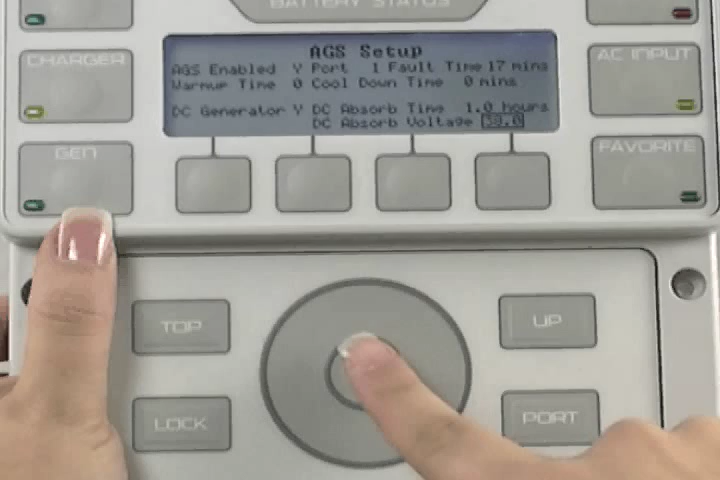 BATTERY STATUS
CHARGER
AC INPUT
GEN
FAVORITE
AGS Setup
AGS Enabled Y Port 1 Fault Time 17 mins
Warmup Time 0 Cool Down Time 0 mins
DC Generator Y DC Absorb Time 1.0 hours
DC Absorb Voltage 58.0
TOP
UP
LOCK
PORT